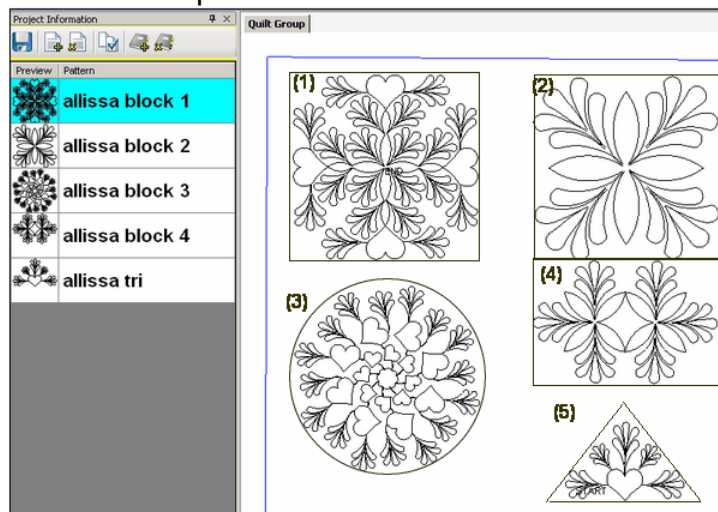 Project Information
Quilt Group
Preview Pattern
allissa block 1
allissa block 2
allissa block 3
allissa block 4
allissa tri
(1)
END
(2)
(3)
(4)
(5)
START